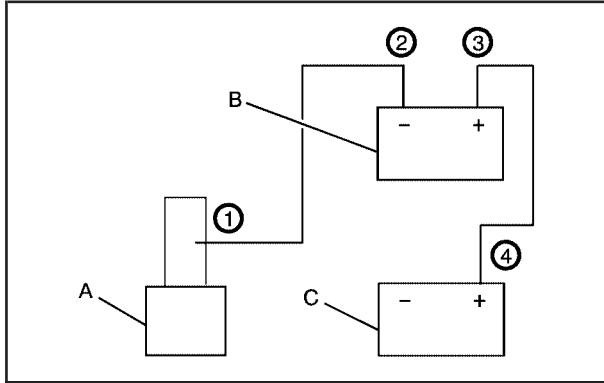 ② ③
B
− +
①
④
A
C
− +